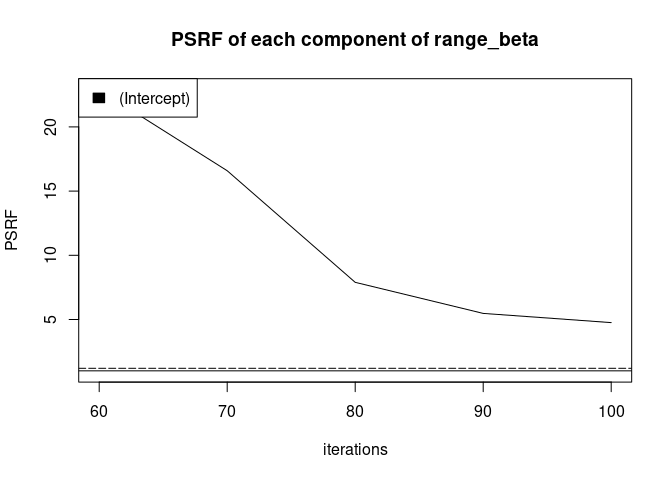 PSRF of each component of range_beta
(Intercept)
20
15
10
5
PSRF
60 70 80 90 100
iterations